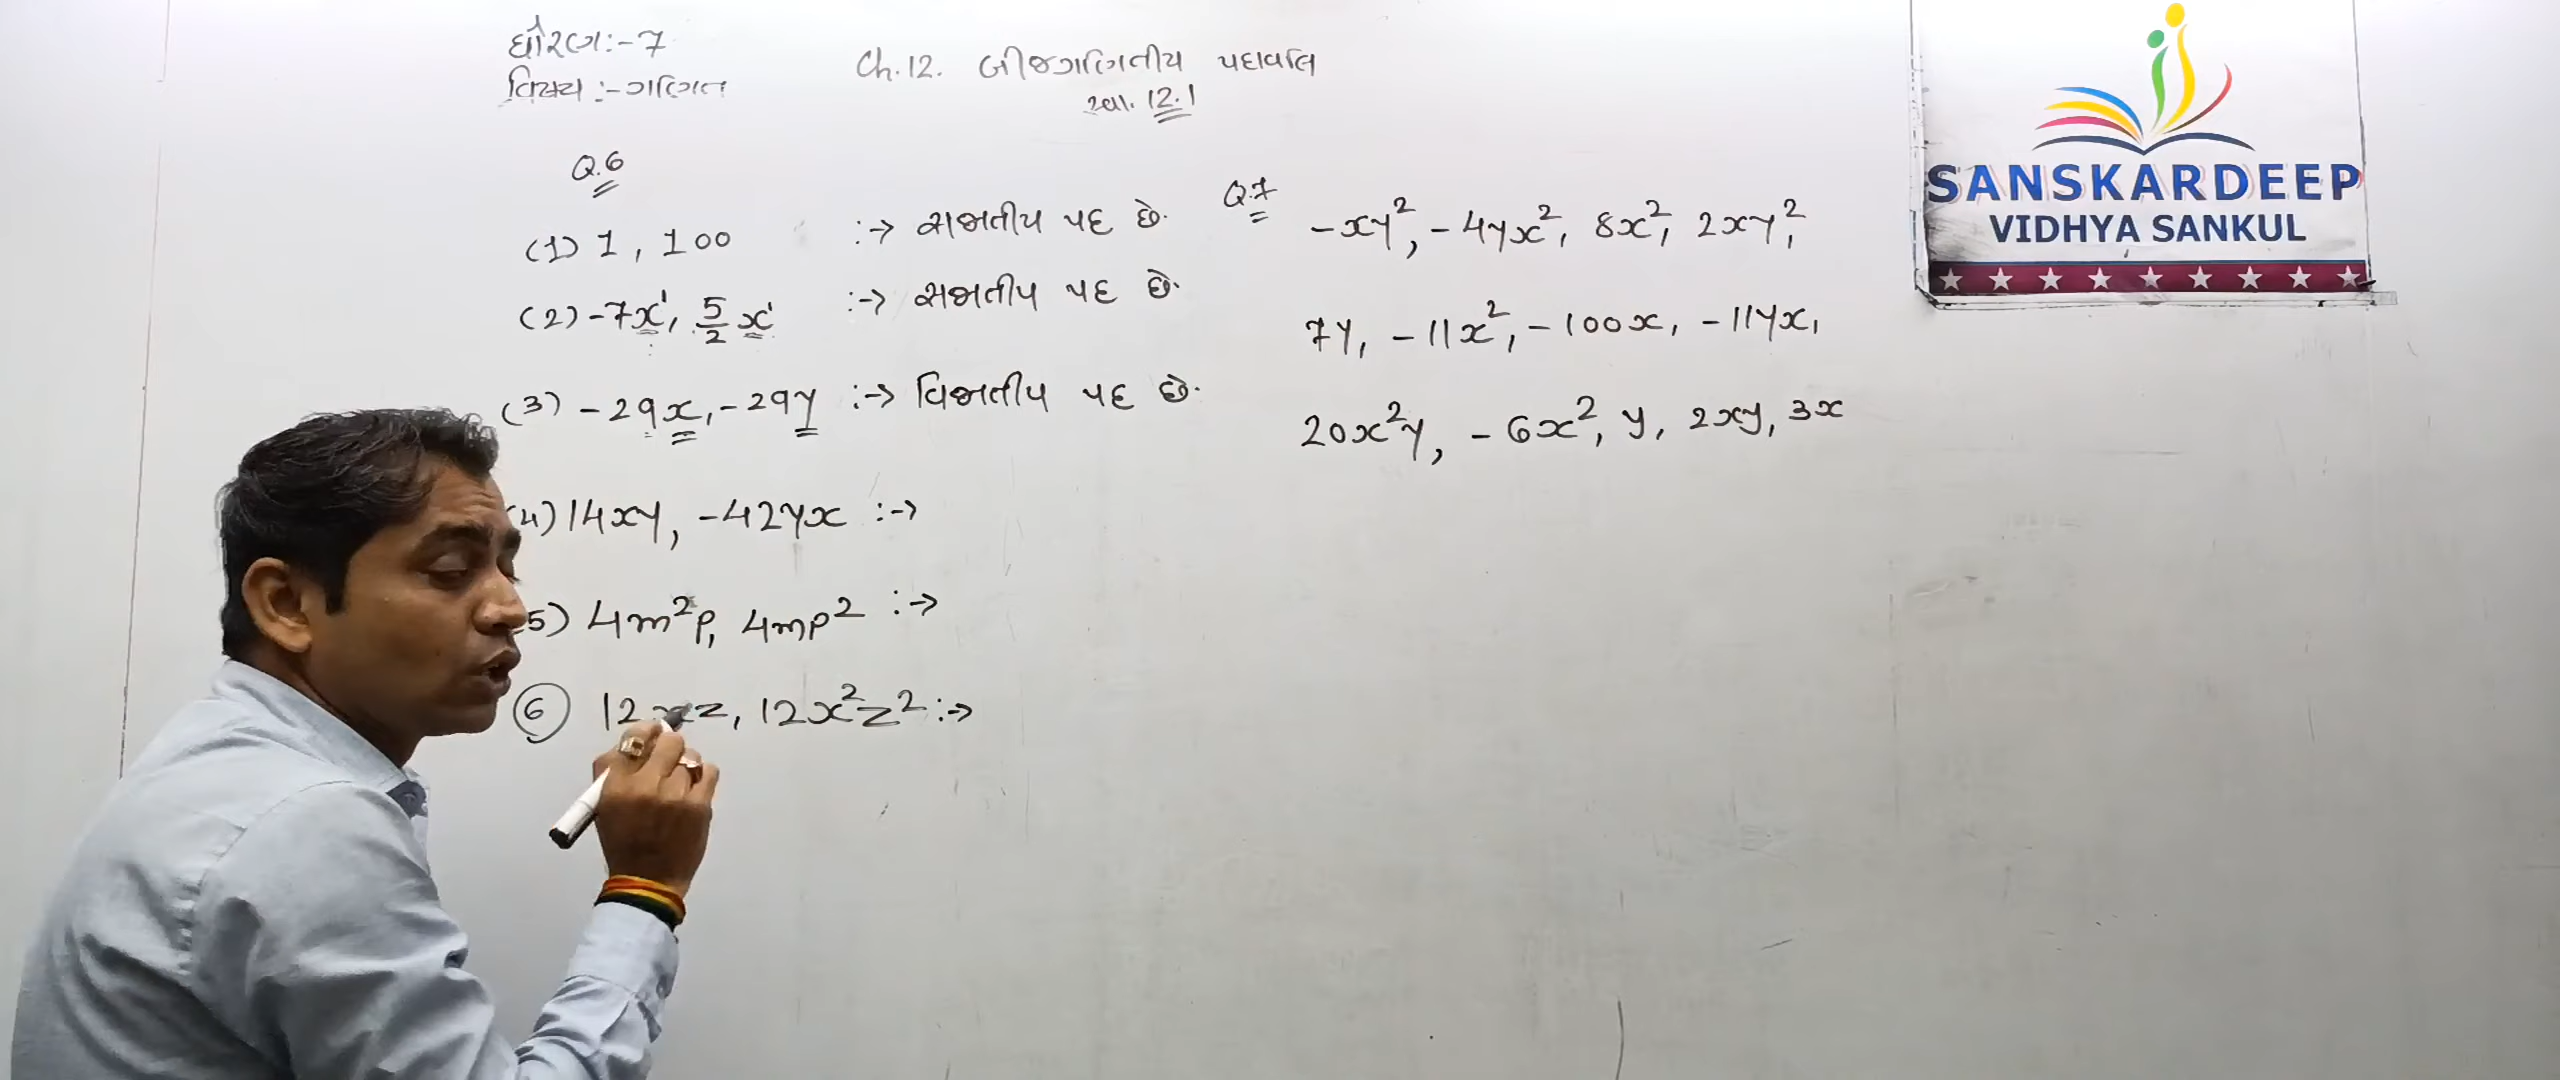 ધોરણ:- 7
વિષય :- ગણિત
Ch.12. બીજગણિતીય પદાવલિ
સ્વા. 12.1
Q.6
(1) 1, 100 :→ સજાતીય પદ છે.
(2) -7x¹, 5/2 x¹ :→ સજાતીય પદ છે.
(3) -29x, -29y :→ વિજાતીય પદ છે.
(4) 14xy, -42yx :→
5) 4m²p, 4mp² :→
6 12xz, 12x²z² :→
Q.7
-xy², -4yx², 8x², 2xy²,
7y, -11x², -100x, -11yx,
20x²y, -6x², y, 2xy, 3x
SANSKARDEEP
VIDHYA SANKUL